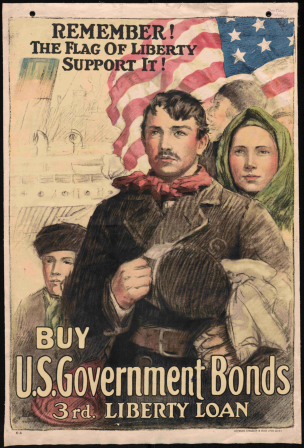 REMEMBER!
THE FLAG OF LIBERTY
SUPPORT IT!
BUY
U.S. Government Bonds
3rd. LIBERTY LOAN